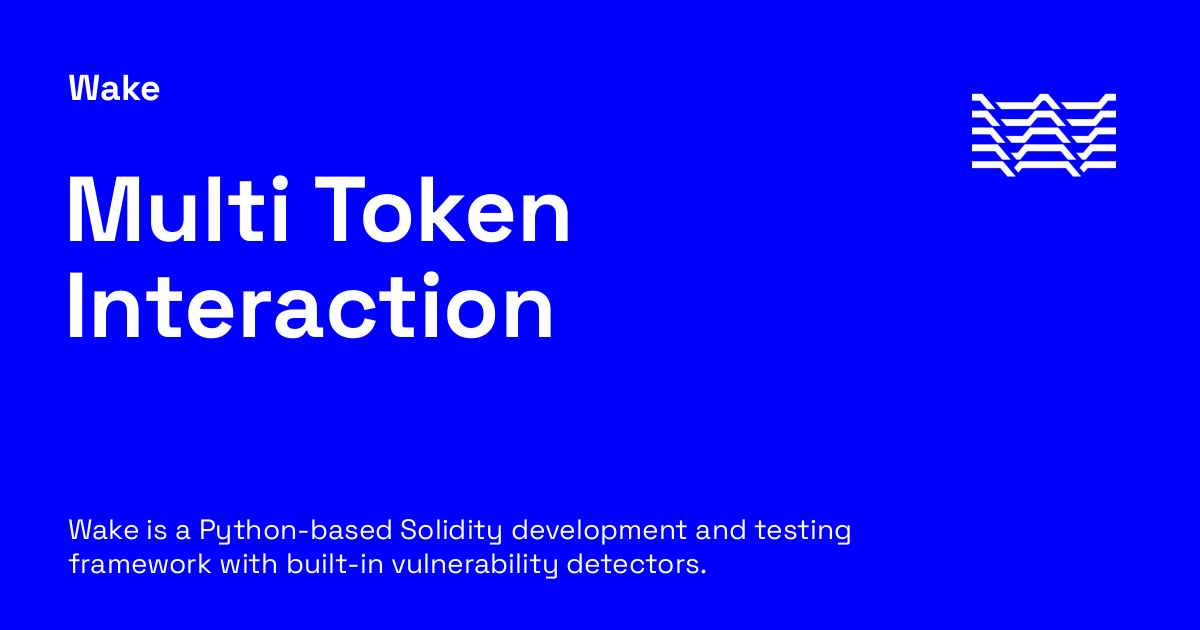 Wake
Multi Token
Interaction
Wake is a Python-based Solidity development and testing
framework with built-in vulnerability detectors.